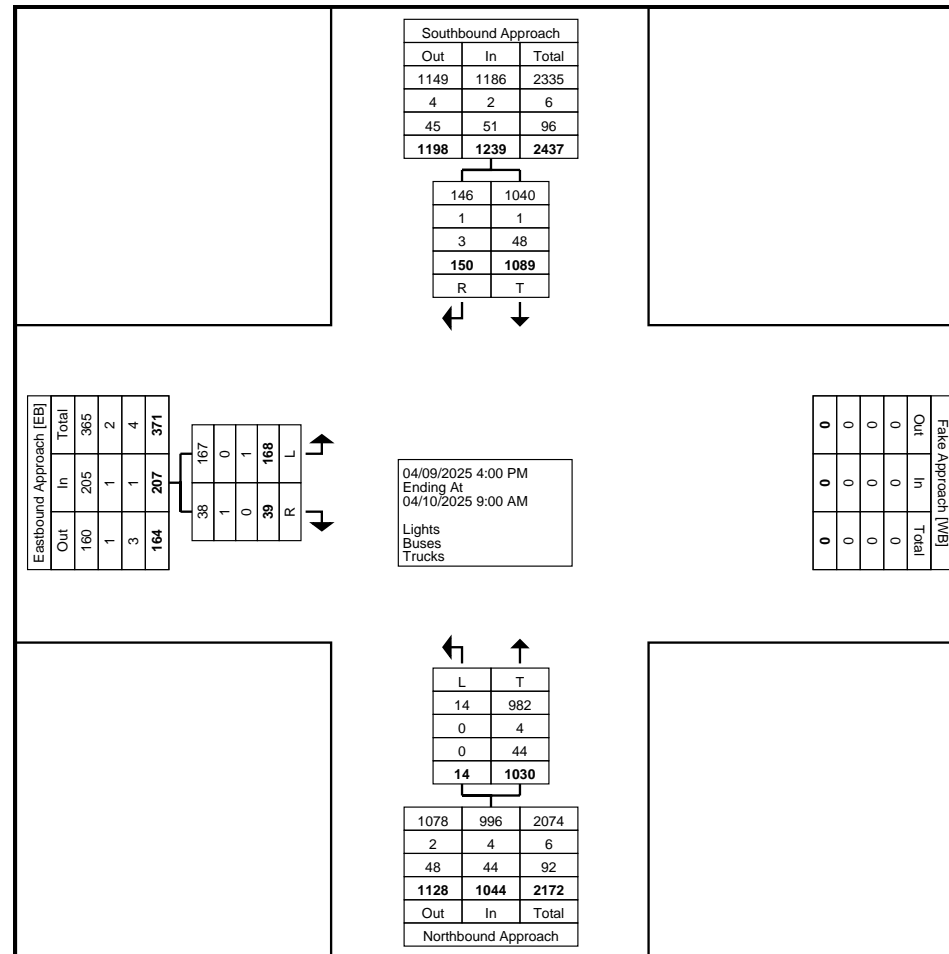 Southbound Approach
Out In Total
1149 1186 2335
4 2 6
45 51 96
1198 1239 2437
146 1040
1 1
3 48
150 1089
R T
Eastbound Approach [EB]
Out In Total
160 205 365
1 1 2
3 1 4
164 207 371
38 167
1 0
0 1
39 168
R L
04/09/2025 4:00 PM
Ending At
04/10/2025 9:00 AM
Lights
Buses
Trucks
Fake Approach [WB]
Out In Total
0 0 0
0 0 0
0 0 0
0 0 0
L T
14 982
0 4
0 44
14 1030
1078 996 2074
2 4 6
48 44 92
1128 1044 2172
Out In Total
Northbound Approach